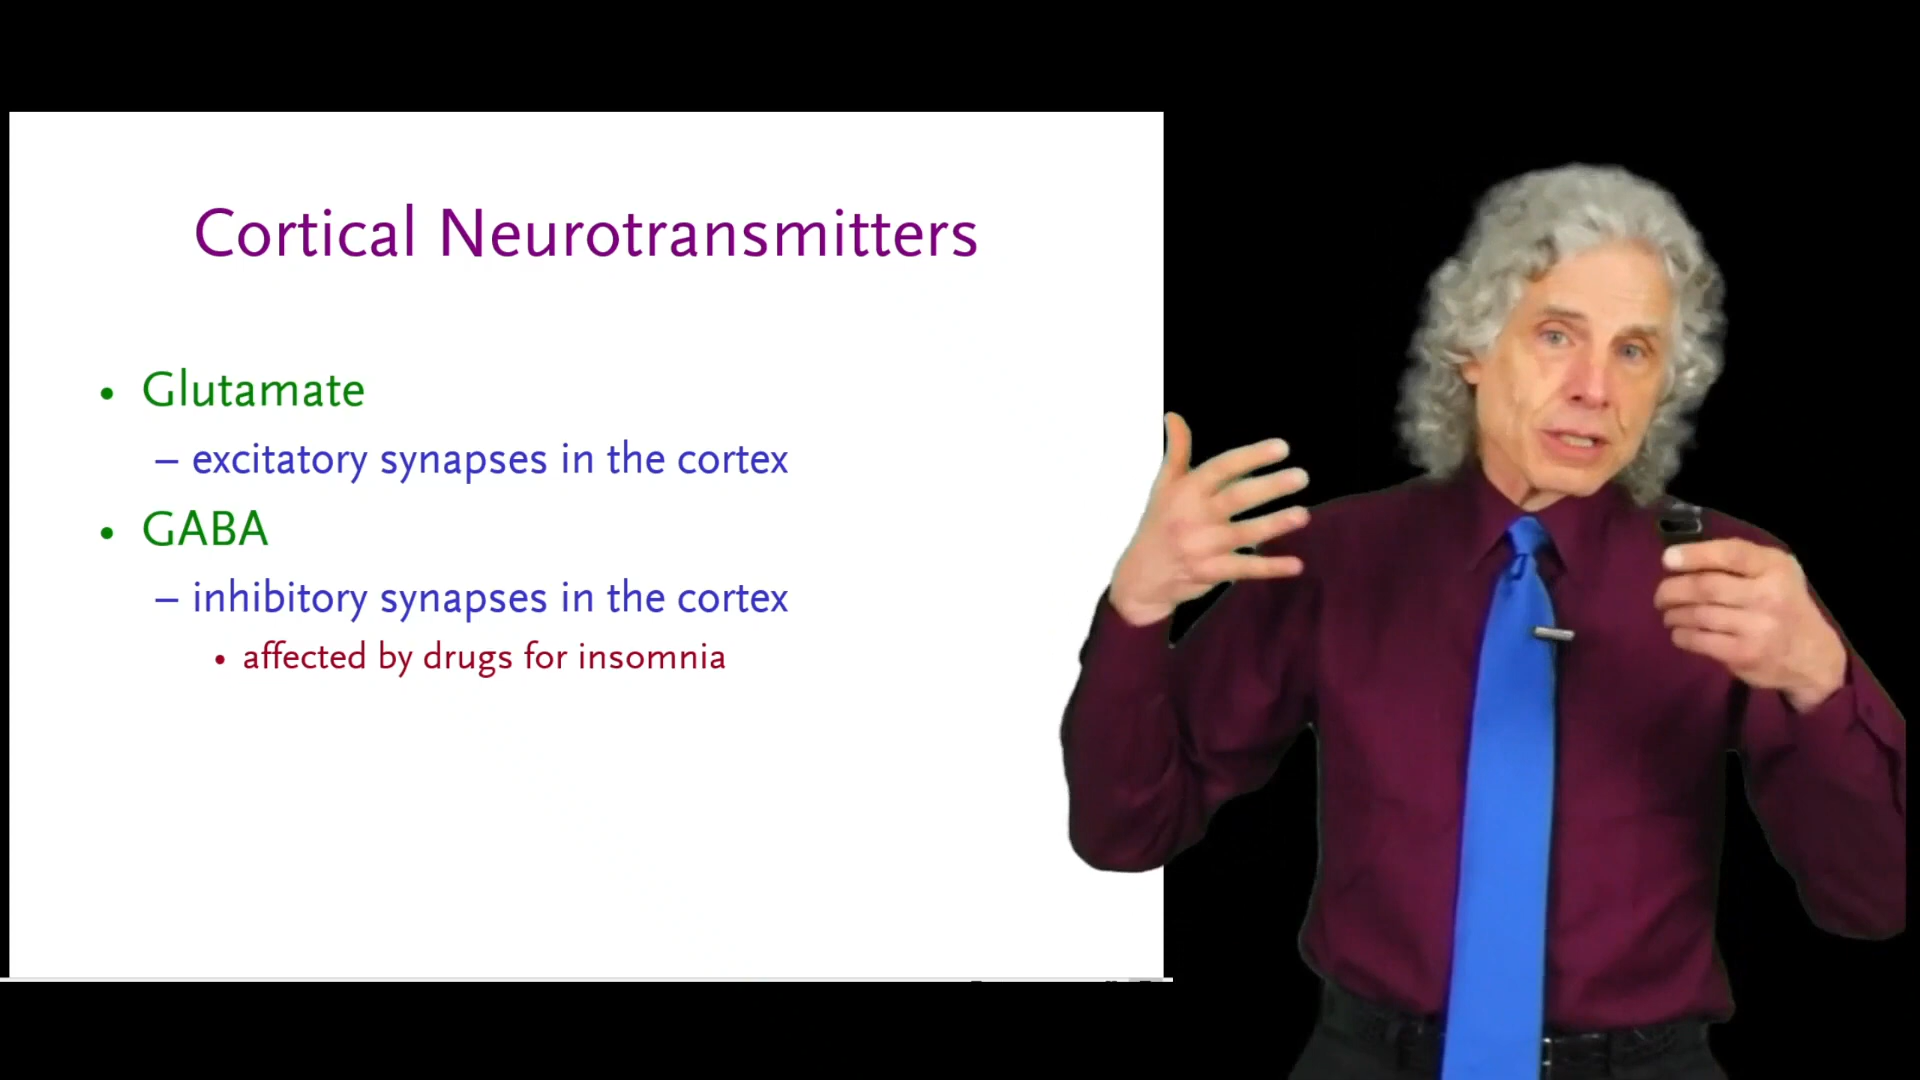 Cortical Neurotransmitters
• Glutamate
– excitatory synapses in the cortex
• GABA
– inhibitory synapses in the cortex
• affected by drugs for insomnia